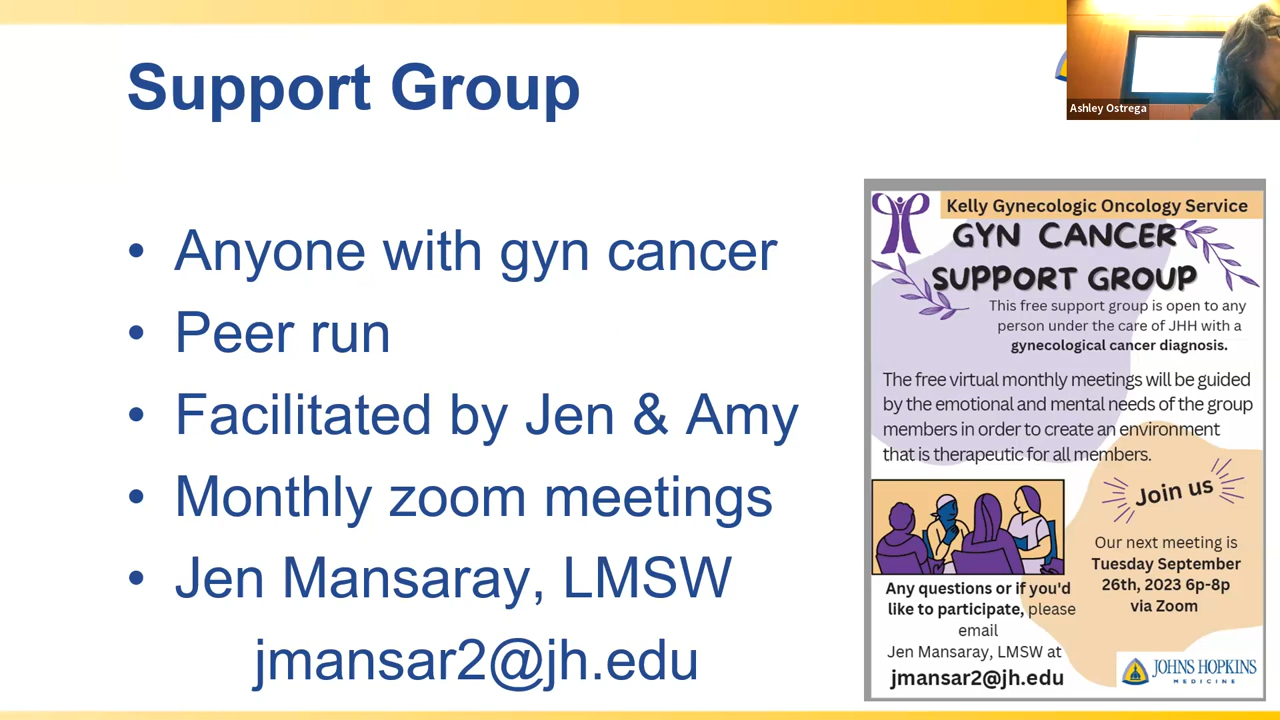 Support Group
• Anyone with gyn cancer
• Peer run
• Facilitated by Jen & Amy
• Monthly zoom meetings
• Jen Mansaray, LMSW
jmansar2@jh.edu
Ashley Ostrega
Kelly Gynecologic Oncology Service
GYN CANCER
SUPPORT GROUP
This free support group is open to any
person under the care of JHH with a
gynecological cancer diagnosis.
The free virtual monthly meetings will be guided
by the emotional and mental needs of the group
members in order to create an environment
that is therapeutic for all members.
Join us
Our next meeting is
Tuesday September
26th, 2023 6p-8p
via Zoom
Any questions or if you'd
like to participate, please
email
Jen Mansaray, LMSW at
jmansar2@jh.edu
JOHNS HOPKINS
MEDICINE